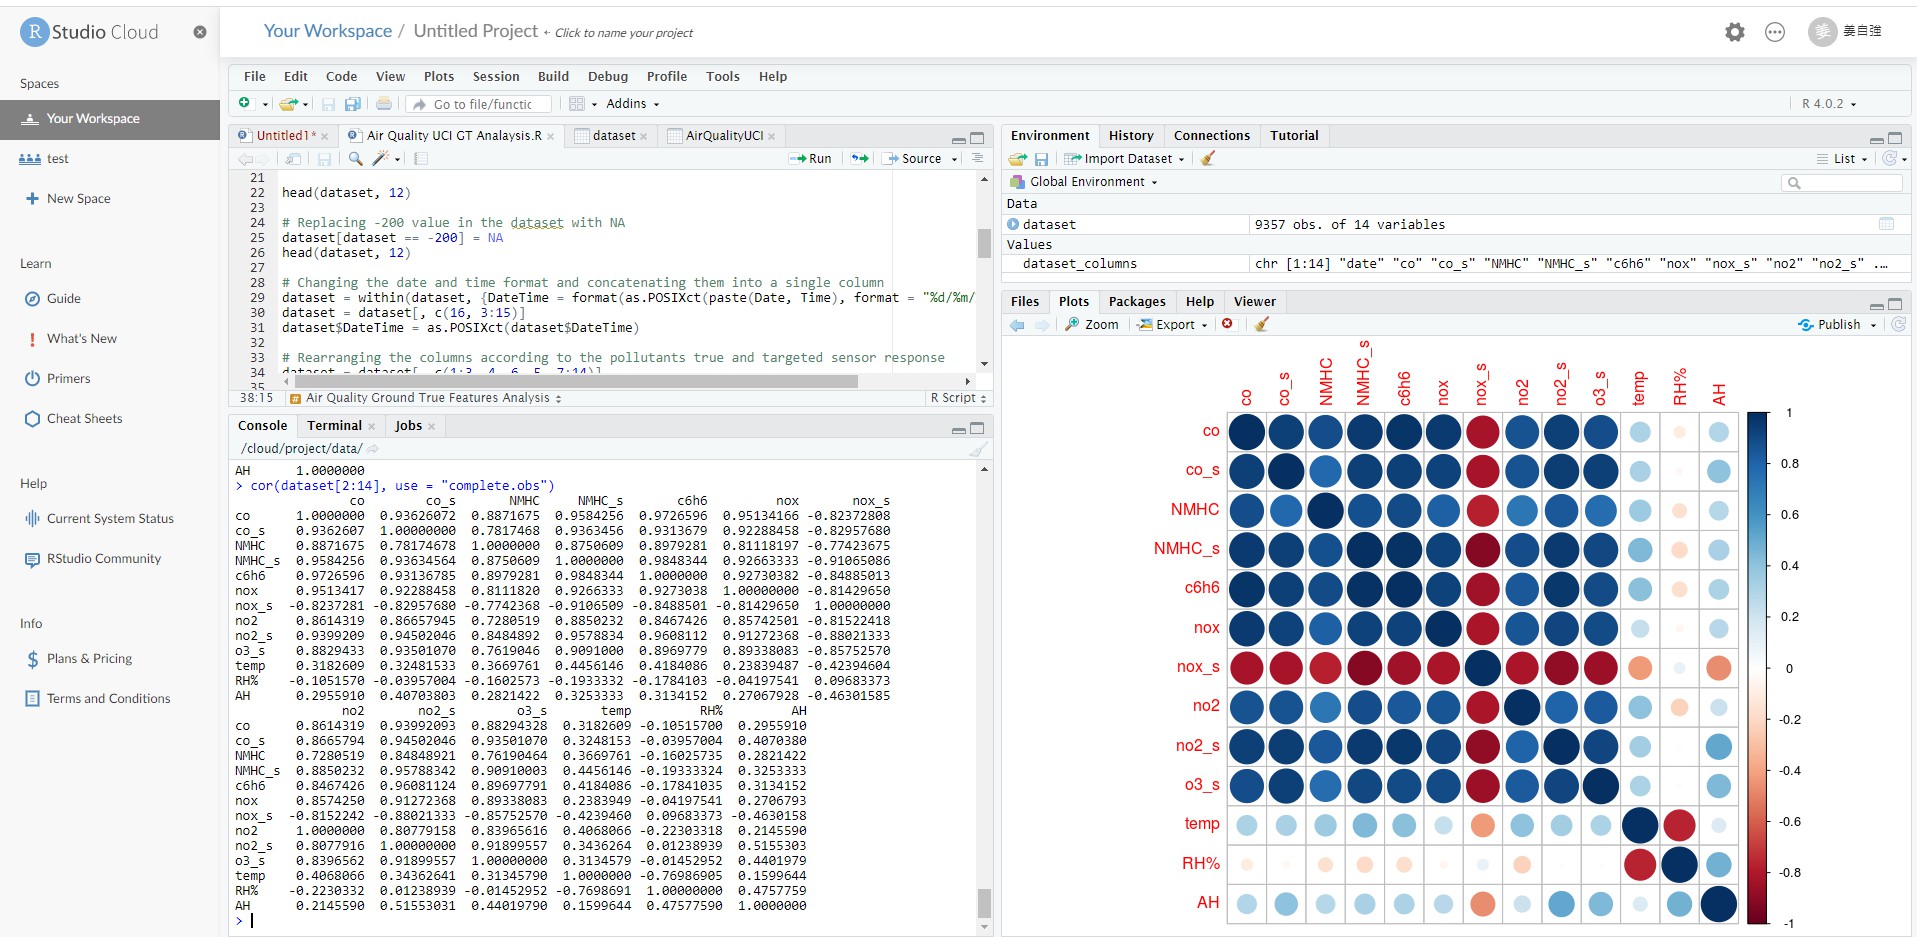 R Studio Cloud
Your Workspace / Untitled Project ← Click to name your project
姜 姜自強
Spaces
Your Workspace
test
New Space
Learn
Guide
What's New
Primers
Cheat Sheets
Help
Current System Status
RStudio Community
Info
Plans & Pricing
Terms and Conditions
File Edit Code View Plots Session Build Debug Profile Tools Help
Go to file/functic Addins
R 4.0.2
Untitled1* Air Quality UCI GT Analaysis.R dataset AirQualityUCI
Run Source
21
22 head(dataset, 12)
23
24 # Replacing -200 value in the dataset with NA
25 dataset[dataset == -200] = NA
26 head(dataset, 12)
27
28 # Changing the date and time format and concatenating them into a single column
29 dataset = within(dataset, {DateTime = format(as.POSIXct(paste(Date, Time), format = "%d/%m/
30 dataset = dataset[, c(16, 3:15)]
31 dataset$DateTime = as.POSIXct(dataset$DateTime)
32
33 # Rearranging the columns according to the pollutants true and targeted sensor response
34 dataset = dataset[, c(1:3, 4, 6, 5, 7:14)]
35
38:15 # Air Quality Ground True Features Analysis R Script
Console Terminal Jobs
/cloud/project/data/
AH 1.0000000
> cor(dataset[2:14], use = "complete.obs")
co co_s NMHC NMHC_s c6h6 nox nox_s
co 1.0000000 0.93626072 0.8871675 0.9584256 0.9726596 0.95134166 -0.82372808
co_s 0.9362607 1.00000000 0.7817468 0.9363456 0.9313679 0.92288458 -0.82957680
NMHC 0.8871675 0.78174678 1.0000000 0.8750609 0.8979281 0.81118197 -0.77423675
NMHC_s 0.9584256 0.93634564 0.8750609 1.0000000 0.9848344 0.92663333 -0.91065086
c6h6 0.9726596 0.93136785 0.8979281 0.9848344 1.0000000 0.92730382 -0.84885013
nox 0.9513417 0.92288458 0.8111820 0.9266333 0.9273038 1.00000000 -0.81429650
nox_s -0.8237281 -0.82957680 -0.7742368 -0.9106509 -0.8488501 -0.81429650 1.00000000
no2 0.8614319 0.86657945 0.7280519 0.8850232 0.8467426 0.85742501 -0.81522418
no2_s 0.9399209 0.94502046 0.8484892 0.9578834 0.9608112 0.91272368 -0.88021333
o3_s 0.8829433 0.93501070 0.7619046 0.9091000 0.8969779 0.89338083 -0.85752570
temp 0.3182609 0.32481533 0.3669761 0.4456146 0.4184086 0.23839487 -0.42394604
RH% -0.1051570 -0.03957004 -0.1602573 -0.1933332 -0.1784103 -0.04197541 0.09683373
AH 0.2955910 0.40703803 0.2821422 0.3253333 0.3134152 0.27067928 -0.46301585
no2 no2_s o3_s temp RH% AH
co 0.8614319 0.93992093 0.88294328 0.3182609 -0.10515700 0.2955910
co_s 0.8665794 0.94502046 0.93501070 0.3248153 -0.03957004 0.4070380
NMHC 0.7280519 0.84848921 0.76190464 0.3669761 -0.16025735 0.2821422
NMHC_s 0.8850232 0.95788342 0.90910003 0.4456146 -0.19333324 0.3253333
c6h6 0.8467426 0.96081124 0.89697791 0.4184086 -0.17841035 0.3134152
nox 0.8574250 0.91272368 0.89338083 0.2383949 -0.04197541 0.2706793
nox_s -0.8152242 -0.88021333 -0.85752570 -0.4239460 0.09683373 -0.4630158
no2 1.0000000 0.80779158 0.83965616 0.4068066 -0.22303318 0.2145590
no2_s 0.8077916 1.00000000 0.91899557 0.3436264 0.01238939 0.5155303
o3_s 0.8396562 0.91899557 1.00000000 0.3134579 -0.01452952 0.4401979
temp 0.4068066 0.34362641 0.31345790 1.0000000 -0.76986905 0.1599644
RH% -0.2230332 0.01238939 -0.01452952 -0.7698691 1.00000000 0.4757759
AH 0.2145590 0.51553031 0.44019790 0.1599644 0.47577590 1.0000000
>
Environment History Connections Tutorial
Import Dataset List
Global Environment
Data
dataset 9357 obs. of 14 variables
Values
dataset_columns chr [1:14] "date" "co" "co_s" "NMHC" "NMHC_s" "c6h6" "nox" "nox_s" "no2" "no2_s" ...
Files Plots Packages Help Viewer
Zoom Export Publish
co co_s NMHC NMHC_s c6h6 nox nox_s no2 no2_s o3_s temp RH% AH
co
co_s
NMHC
NMHC_s
c6h6
nox
nox_s
no2
no2_s
o3_s
temp
RH%
AH
1
0.8
0.6
0.4
0.2
0
-0.2
-0.4
-0.6
-0.8
-1